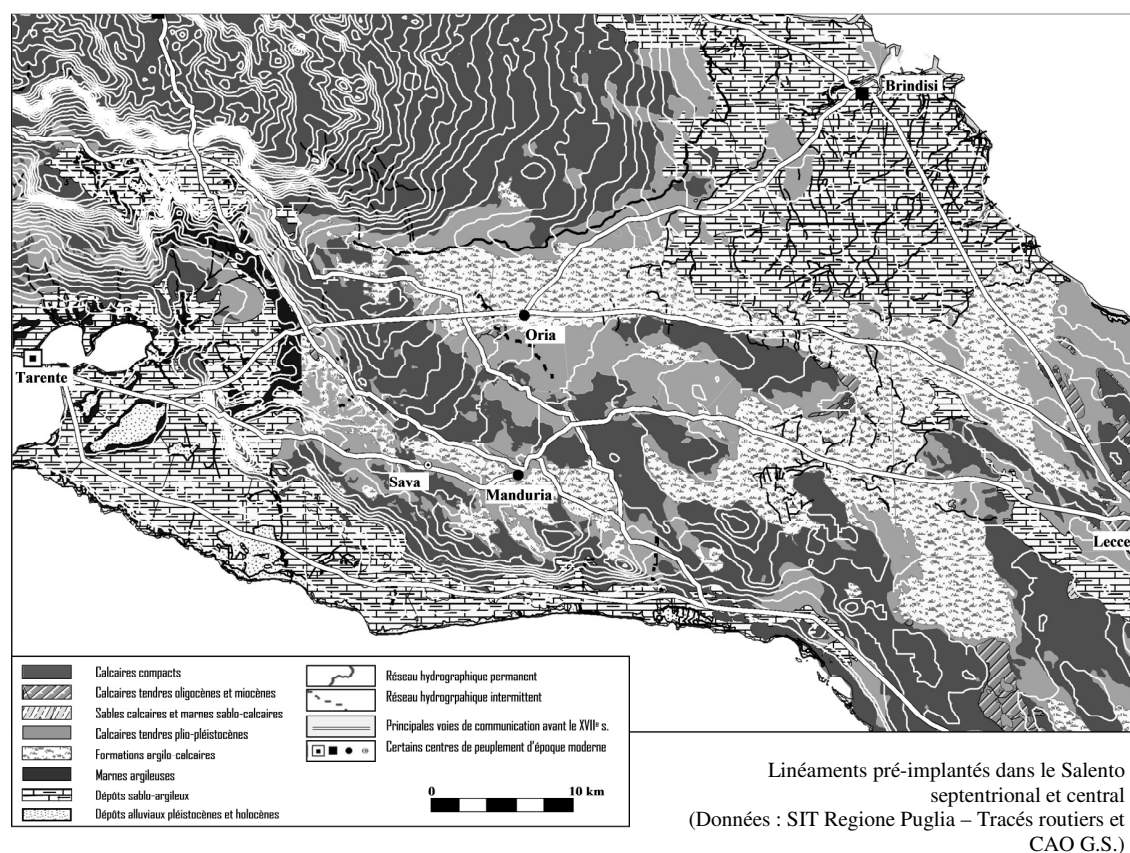 Brindisi
Oria
Tarente
Sava
Manduria
Lecce
Calcaires compacts
Calcaires tendres oligocènes et miocènes
Sables calcaires et marnes sablo-calcaires
Calcaires tendres plio-pléistocènes
Formations argilo-calcaires
Marnes argileuses
Dépôts sablo-argileux
Dépôts alluviaux pléistocènes et holocènes
Réseau hydrographique permanent
Réseau hydrogrpahique intermittent
Principales voies de communication avant le XVIIe s.
Certains centres de peuplement d'époque moderne
0 10 km
Linéaments pré-implantés dans le Salento
septentrional et central
(Données : SIT Regione Puglia – Tracés routiers et
CAO G.S.)